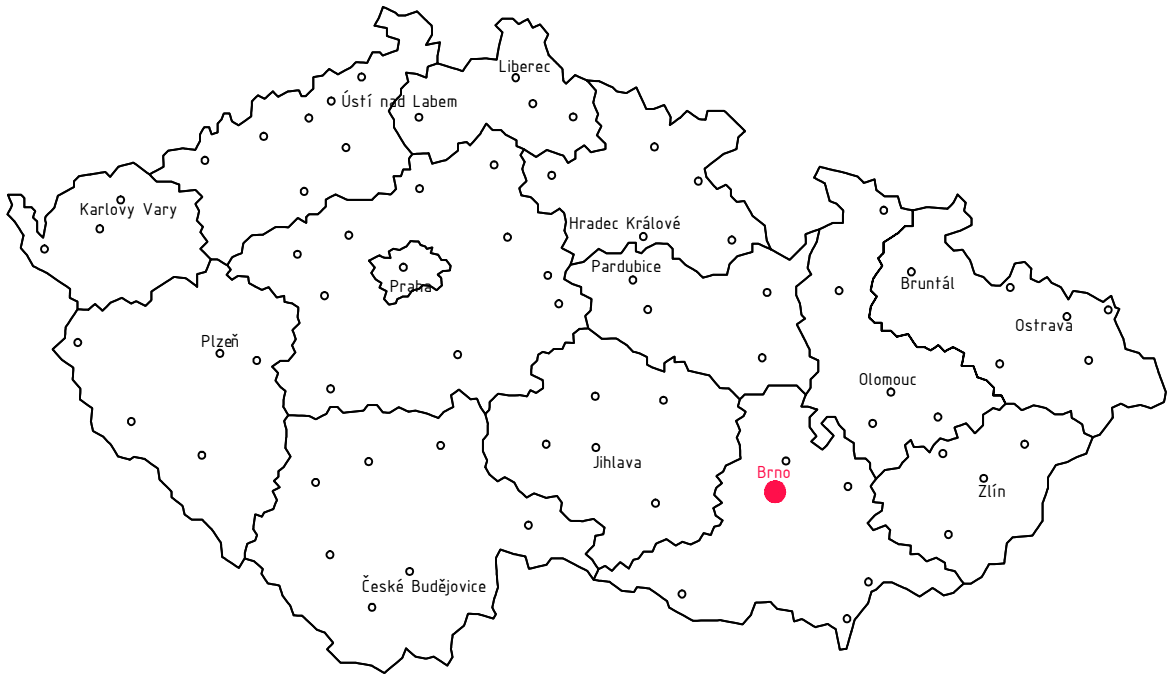 Liberec
Ústí nad Labem
Karlovy Vary
Hradec Králové
Pardubice
Praha
Bruntál
Ostrava
Plzeň
Olomouc
Jihlava
Brno
Zlín
České Budějovice